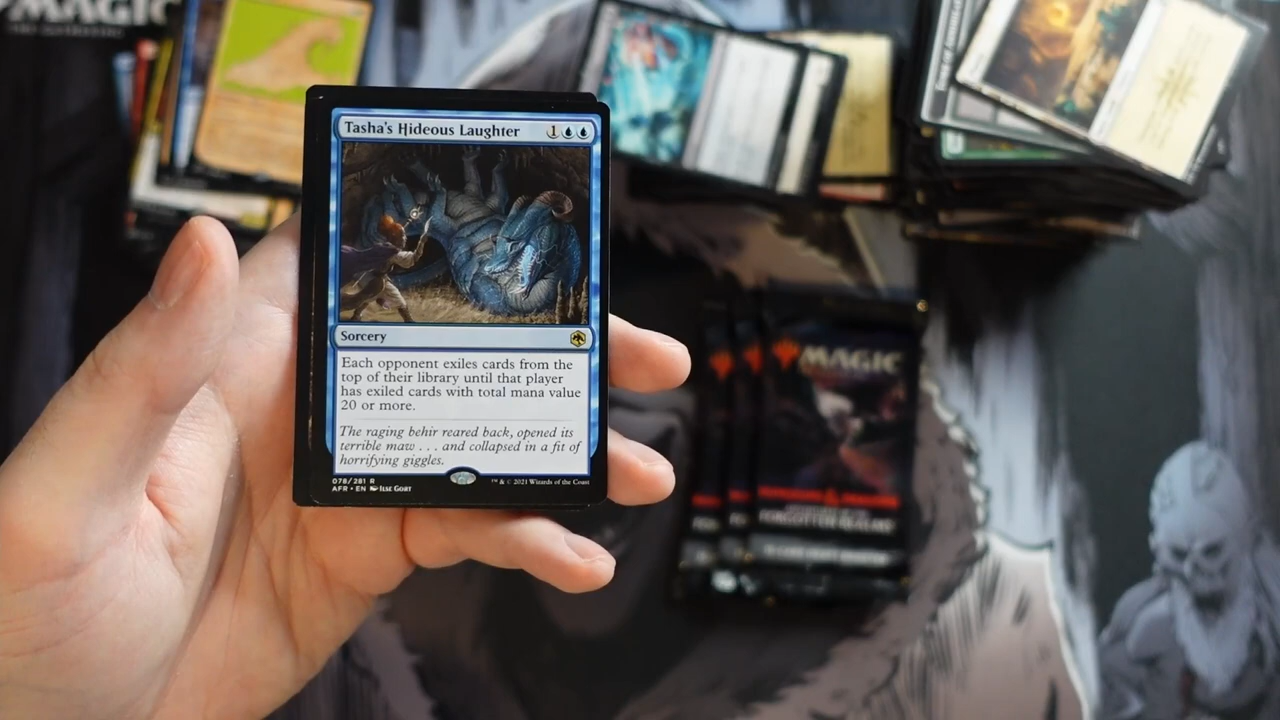 MAGIC
Tasha's Hideous Laughter 1
Sorcery
Each opponent exiles cards from the
top of their library until that player
has exiled cards with total mana value
20 or more.
The raging behir reared back, opened its
terrible maw . . . and collapsed in a fit of
horrifying giggles.
078/281 R
AFR • EN ILSE GORT
™ & © 2021 Wizards of the Coast
MAGIC
DUNGEONS & DRAGONS
FORGOTTEN REALMS